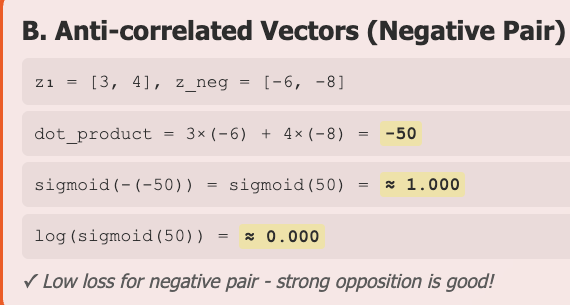 B. Anti-correlated Vectors (Negative Pair)
z₁ = [3, 4], z_neg = [-6, -8]
dot_product = 3×(-6) + 4×(-8) = -50
sigmoid(-(-50)) = sigmoid(50) = ≈ 1.000
log(sigmoid(50)) = ≈ 0.000
✓ Low loss for negative pair - strong opposition is good!